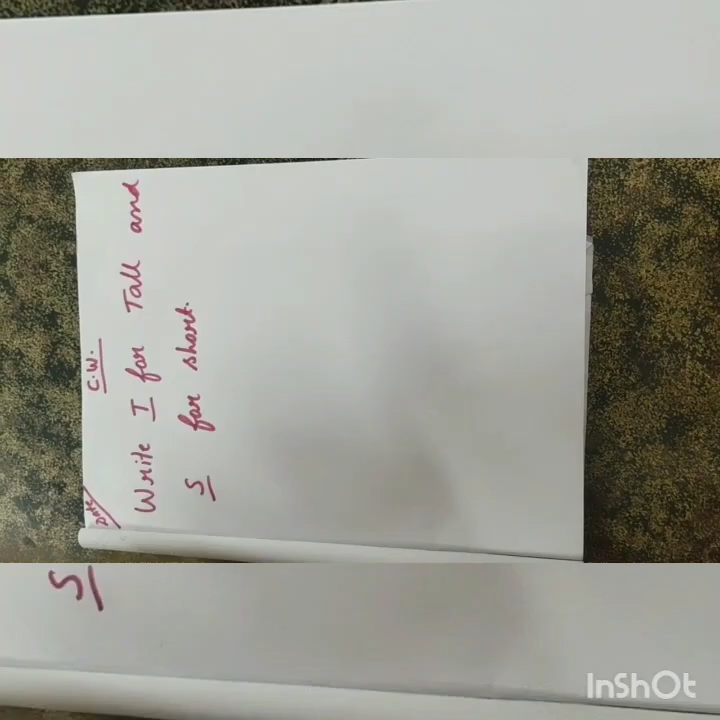 Date
C.W.
Write T for Tall and
S for short.
S
InShOt